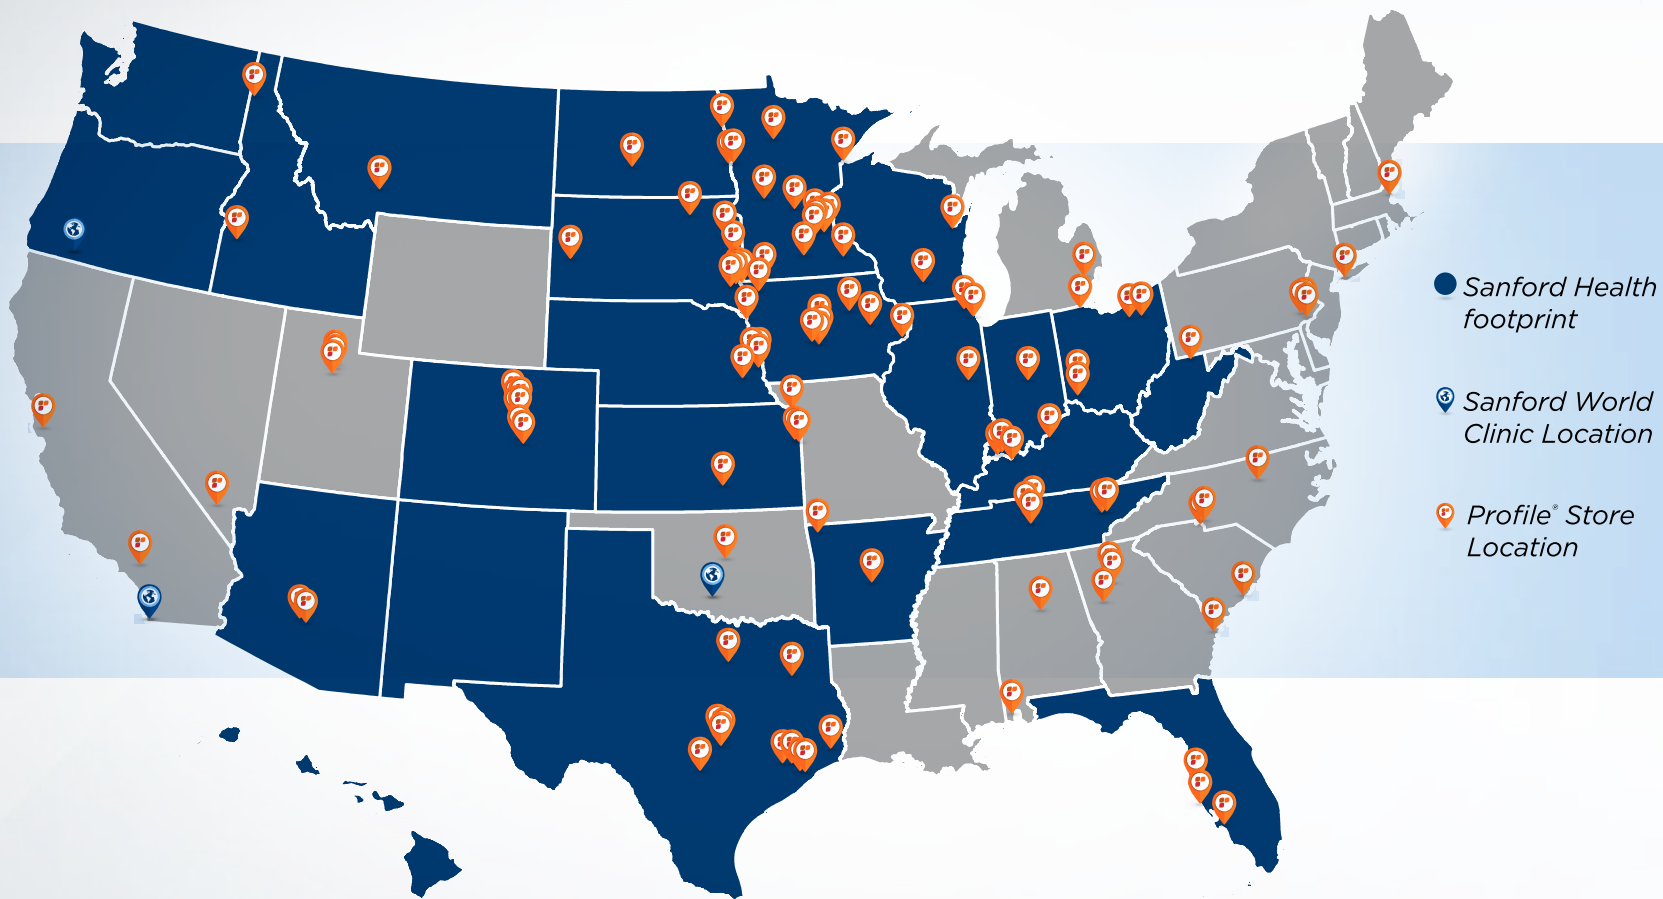 Sanford Health
footprint
Sanford World
Clinic Location
Profile® Store
Location